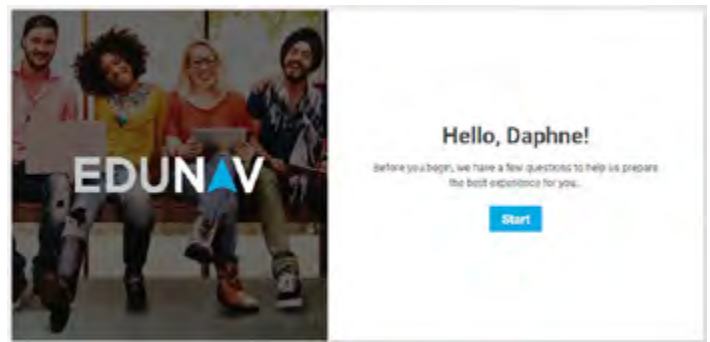 EDUNAV
Hello, Daphne!
Before you begin, we have a few questions to help us prepare
the best experience for you.
Start